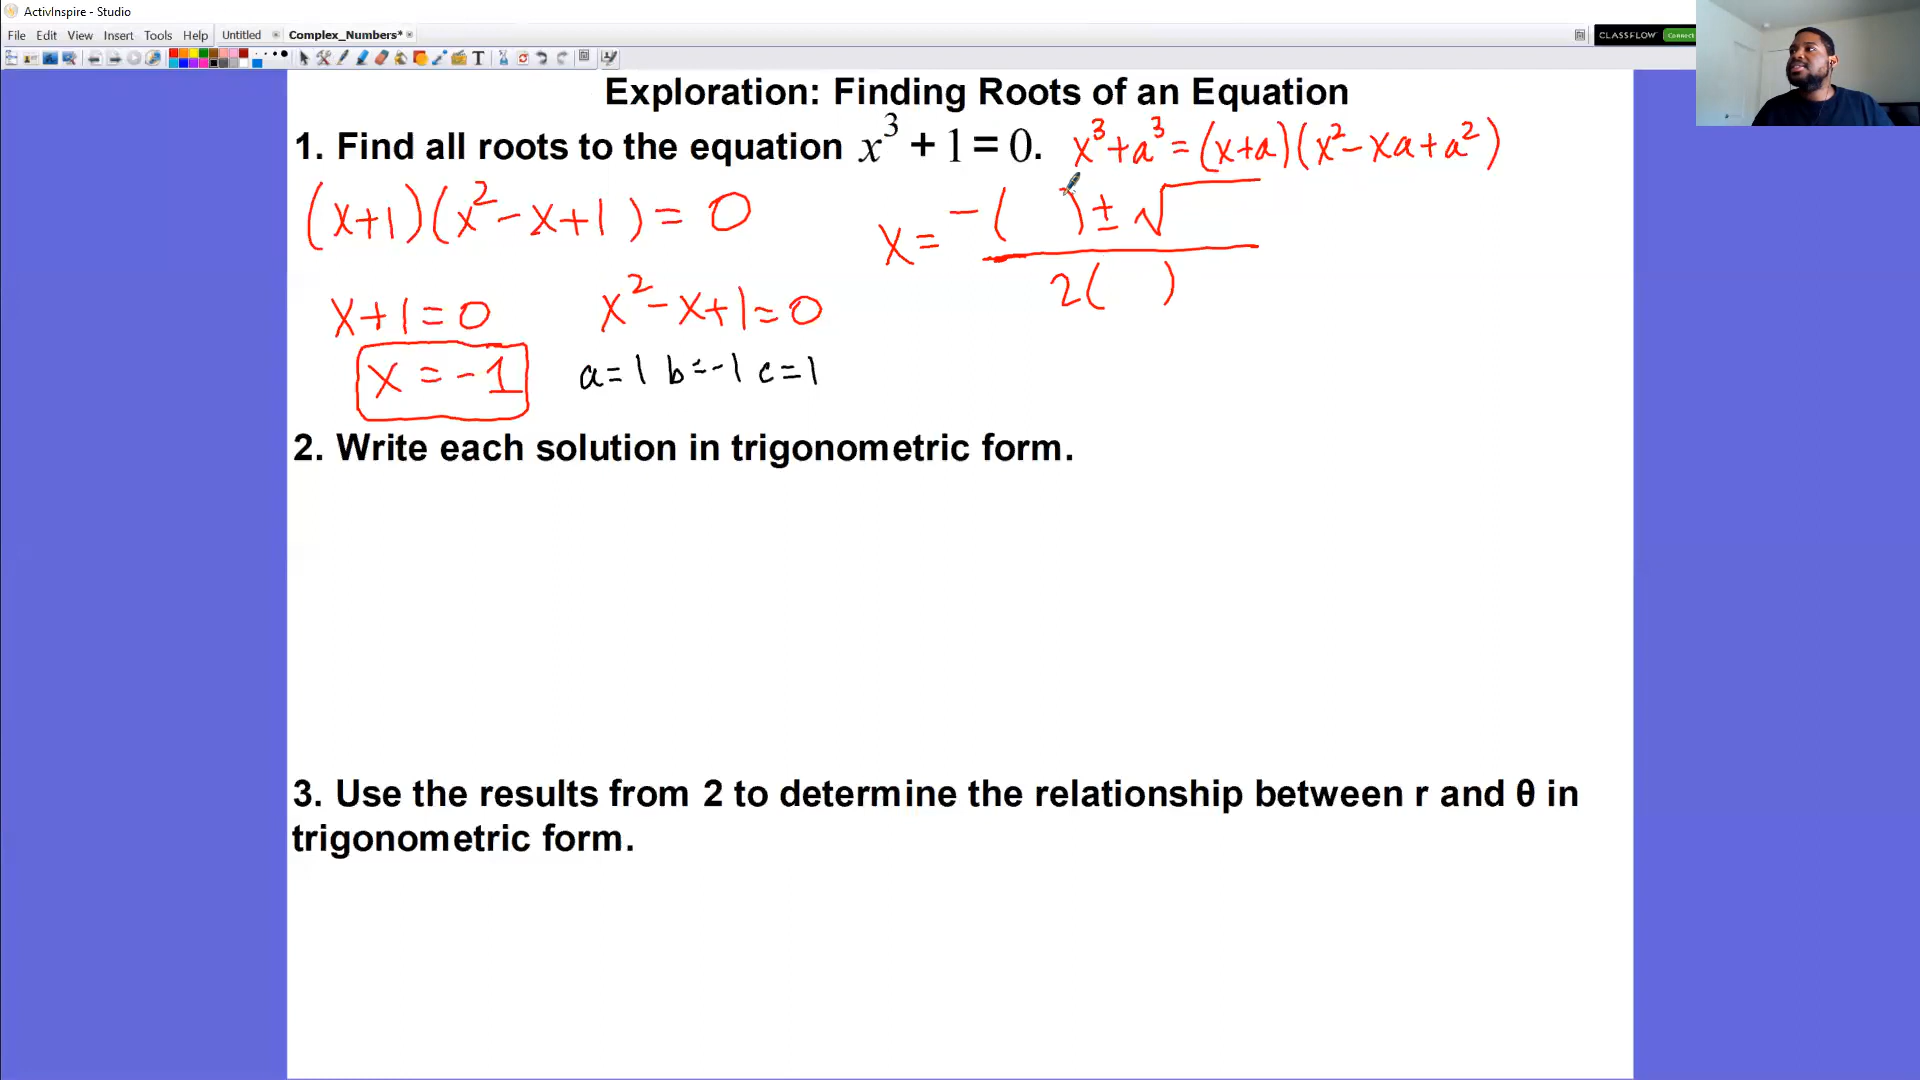 ActivInspire - Studio
File Edit View Insert Tools Help Untitled Complex_Numbers*
CLASSFLOW Connect
Exploration: Finding Roots of an Equation
1. Find all roots to the equation x³ + 1 = 0. x³+a³=(x+a)(x²-xa+a²)
(x+1)(x²-x+1)=0
x = -( )±√
2( )
x+1=0 x²-x+1=0
x = -1 a=1 b=-1 c=1
2. Write each solution in trigonometric form.
3. Use the results from 2 to determine the relationship between r and θ in
trigonometric form.